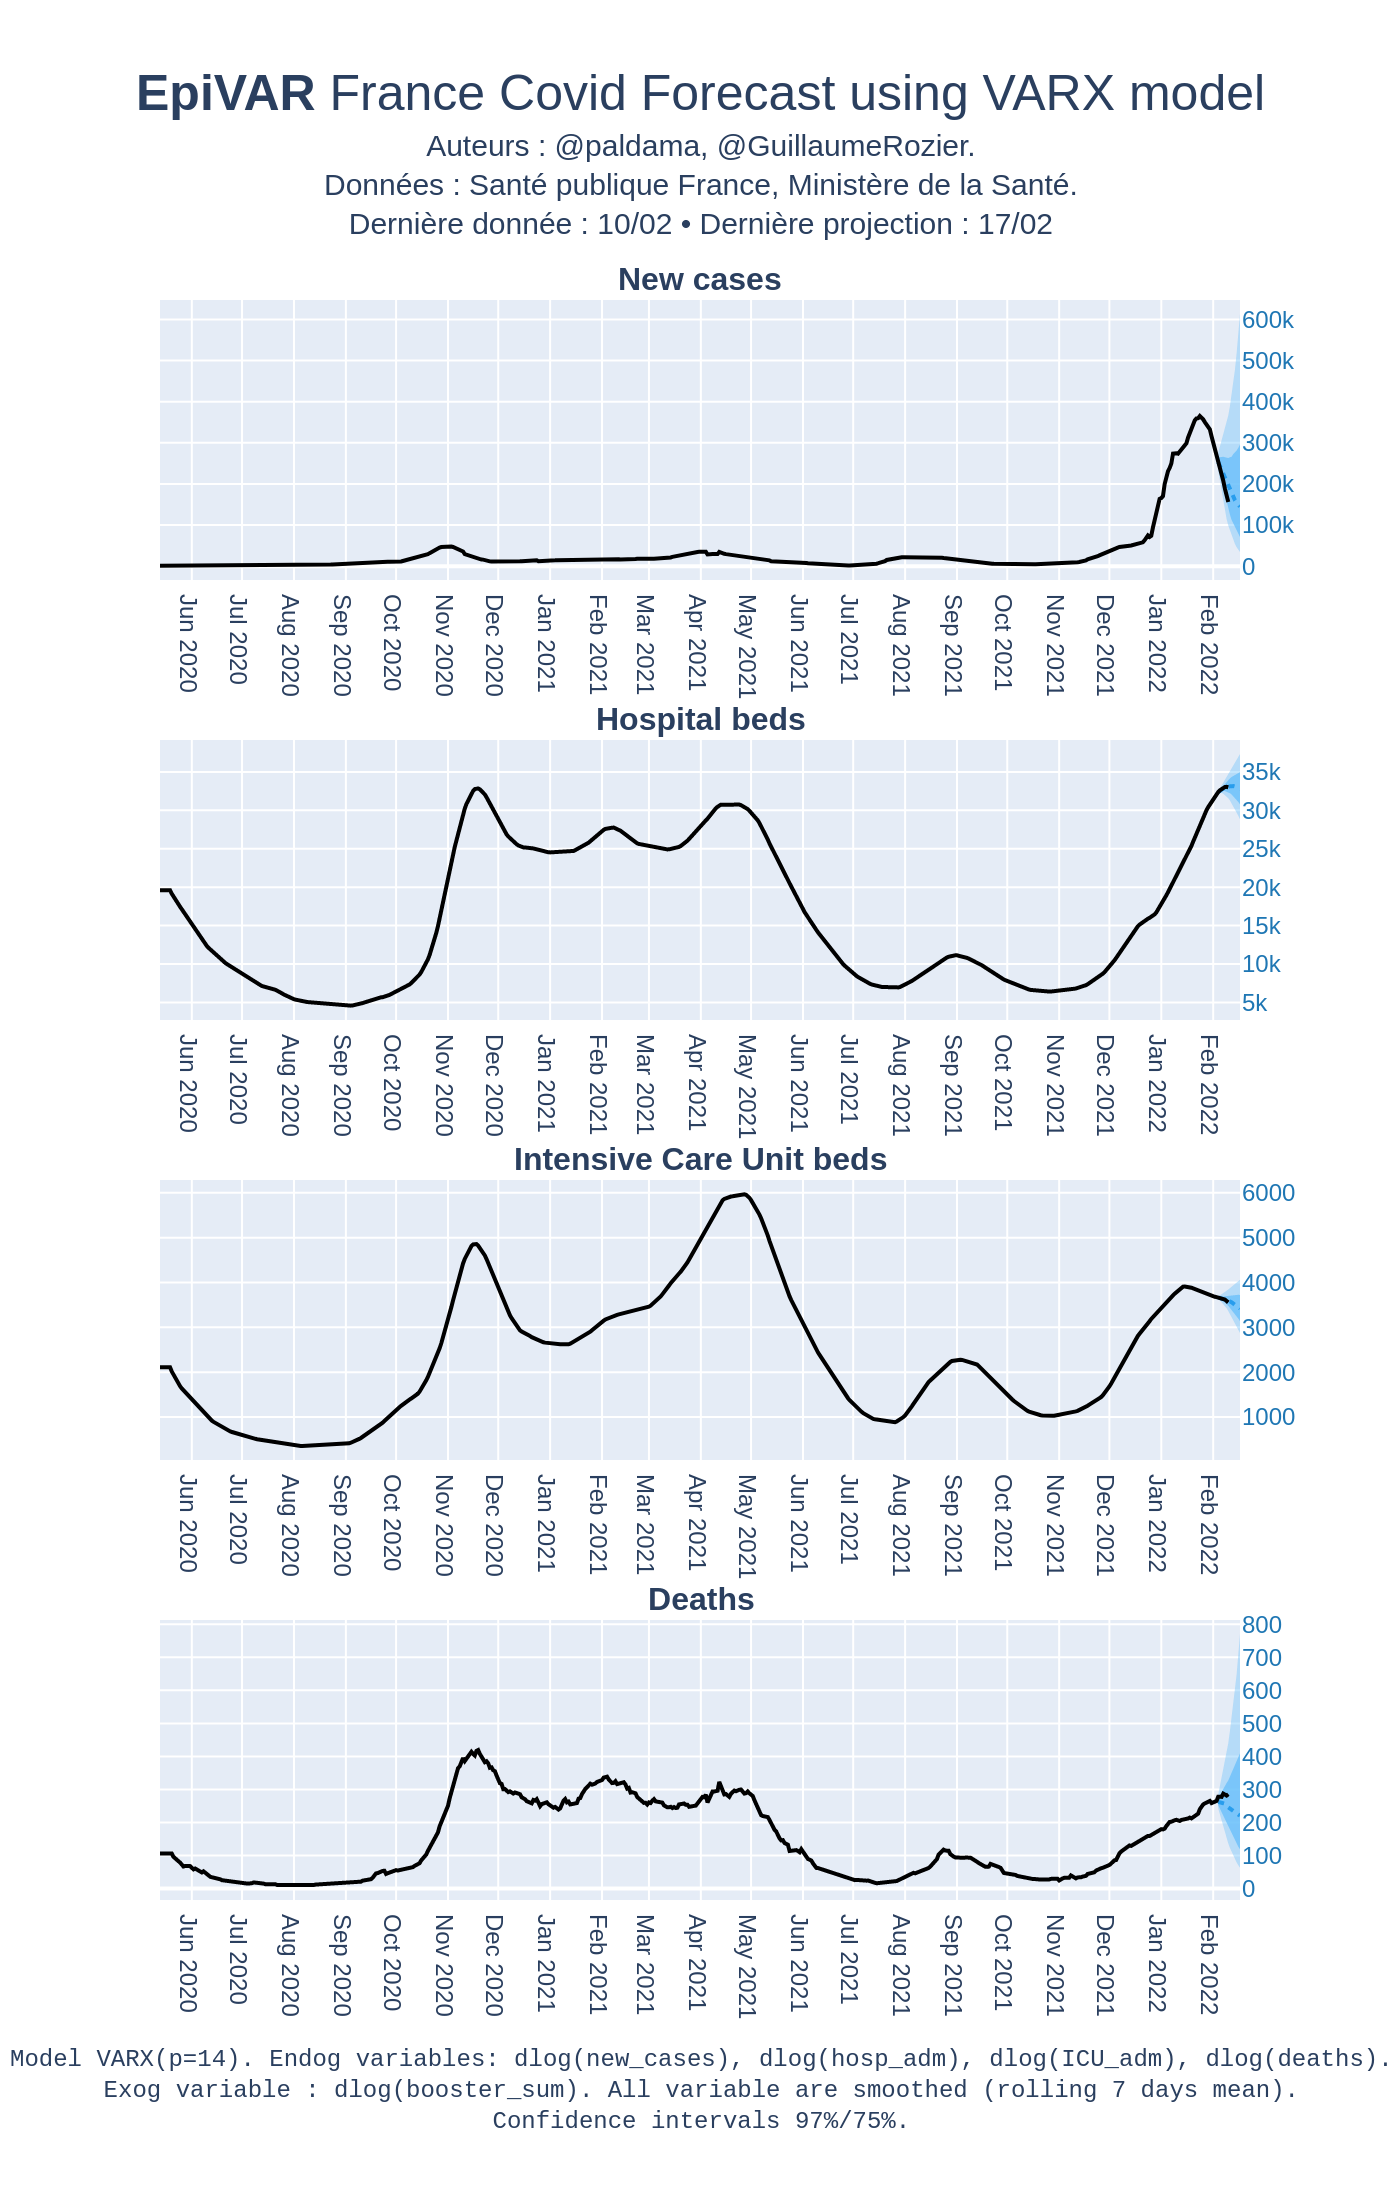 EpiVAR France Covid Forecast using VARX model
Auteurs : @paldama, @GuillaumeRozier.
Données : Santé publique France, Ministère de la Santé.
Dernière donnée : 10/02 • Dernière projection : 17/02
New cases
600k
500k
400k
300k
200k
100k
0
Jun 2020
Jul 2020
Aug 2020
Sep 2020
Oct 2020
Nov 2020
Dec 2020
Jan 2021
Feb 2021
Mar 2021
Apr 2021
May 2021
Jun 2021
Jul 2021
Aug 2021
Sep 2021
Oct 2021
Nov 2021
Dec 2021
Jan 2022
Feb 2022
Hospital beds
35k
30k
25k
20k
15k
10k
5k
Jun 2020
Jul 2020
Aug 2020
Sep 2020
Oct 2020
Nov 2020
Dec 2020
Jan 2021
Feb 2021
Mar 2021
Apr 2021
May 2021
Jun 2021
Jul 2021
Aug 2021
Sep 2021
Oct 2021
Nov 2021
Dec 2021
Jan 2022
Feb 2022
Intensive Care Unit beds
6000
5000
4000
3000
2000
1000
Jun 2020
Jul 2020
Aug 2020
Sep 2020
Oct 2020
Nov 2020
Dec 2020
Jan 2021
Feb 2021
Mar 2021
Apr 2021
May 2021
Jun 2021
Jul 2021
Aug 2021
Sep 2021
Oct 2021
Nov 2021
Dec 2021
Jan 2022
Feb 2022
Deaths
800
700
600
500
400
300
200
100
0
Jun 2020
Jul 2020
Aug 2020
Sep 2020
Oct 2020
Nov 2020
Dec 2020
Jan 2021
Feb 2021
Mar 2021
Apr 2021
May 2021
Jun 2021
Jul 2021
Aug 2021
Sep 2021
Oct 2021
Nov 2021
Dec 2021
Jan 2022
Feb 2022
Model VARX(p=14). Endog variables: dlog(new_cases), dlog(hosp_adm), dlog(ICU_adm), dlog(deaths).
Exog variable : dlog(booster_sum). All variable are smoothed (rolling 7 days mean).
Confidence intervals 97%/75%.